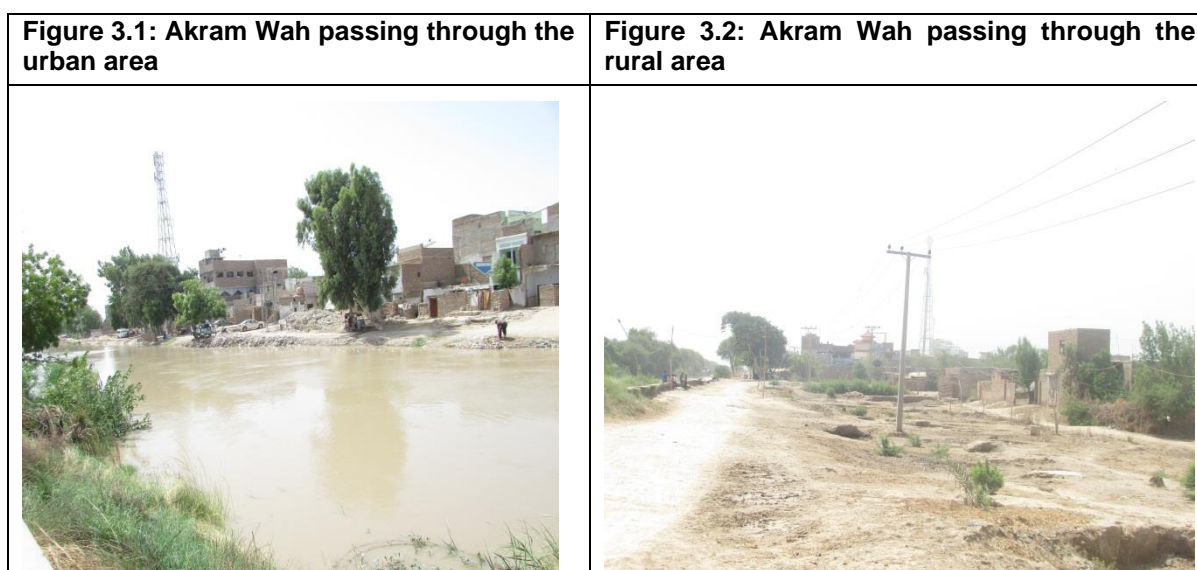 Figure 3.1: Akram Wah passing through the
urban area
Figure 3.2: Akram Wah passing through the
rural area